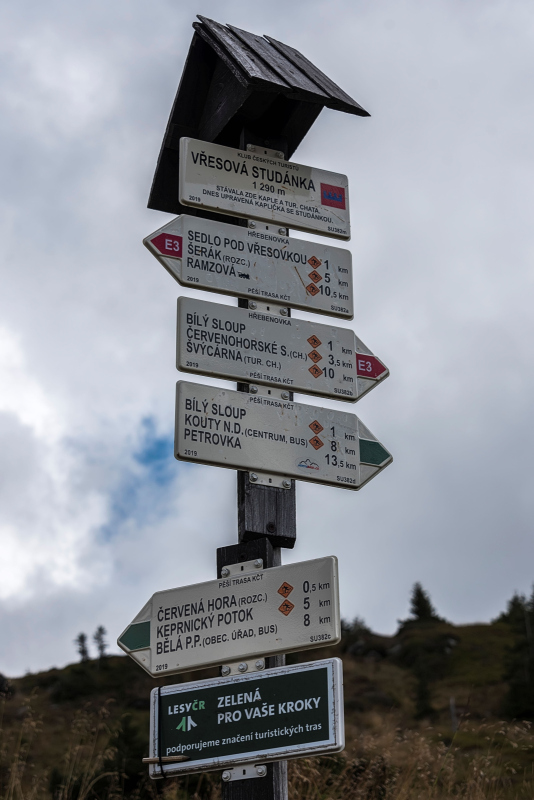 KLUB ČESKÝCH TURISTŮ
VŘESOVÁ STUDÁNKA
1 290 m
STÁVALA ZDE KAPLE A TUR. CHATA,
DNES UPRAVENÁ KAPLIČKA SE STUDÁNKOU.
2019 SU382m
HŘEBENOVKA
E3 SEDLO POD VŘESOVKOU 1 km
ŠERÁK (ROZC.) 5 km
RAMZOVÁ 10,5 km
2019 PĚŠÍ TRASA KČT SU382a
HŘEBENOVKA
BÍLÝ SLOUP 1 km
ČERVENOHORSKÉ S.(CH.) 3,5 km E3
ŠVÝCÁRNA (TUR. CH.) 10 km
2019 PĚŠÍ TRASA KČT SU382b
PĚŠÍ TRASA KČT
BÍLÝ SLOUP 1 km
KOUTY N.D. (CENTRUM, BUS) 8 km
PETROVKA 13,5 km
2019 SU382d
PĚŠÍ TRASA KČT
ČERVENÁ HORA (ROZC.) 0,5 km
KEPRNICKÝ POTOK 5 km
BĚLÁ P.P. (OBEC. ÚŘAD, BUS) 8 km
2019 SU382c
LESYČR ZELENÁ
PRO VAŠE KROKY
podporujeme značení turistických tras